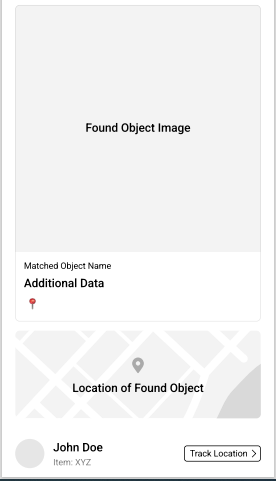 Found Object Image
Matched Object Name
Additional Data
Location of Found Object
John Doe
Item: XYZ
Track Location